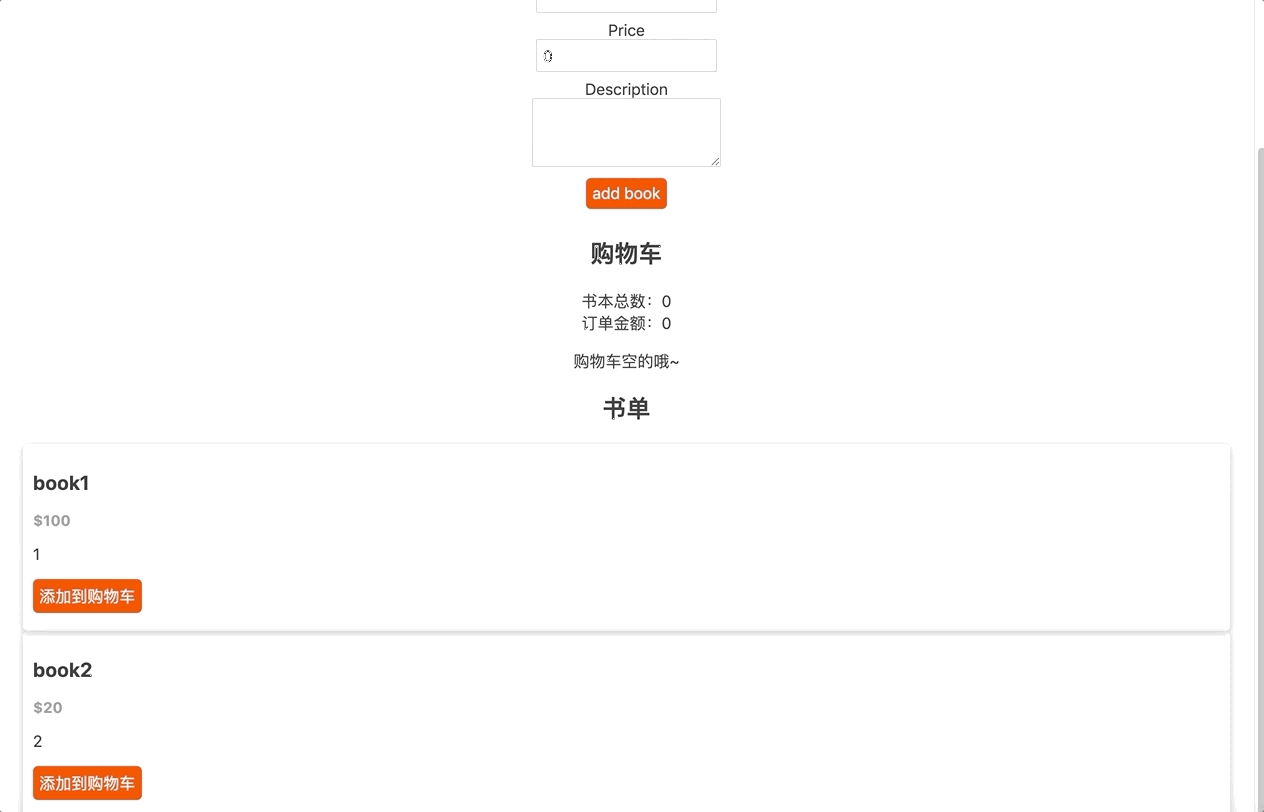 Price
0
Description
add book
购物车
书本总数：0
订单金额：0
购物车空的哦~
书单
book1
$100
1
添加到购物车
book2
$20
2
添加到购物车